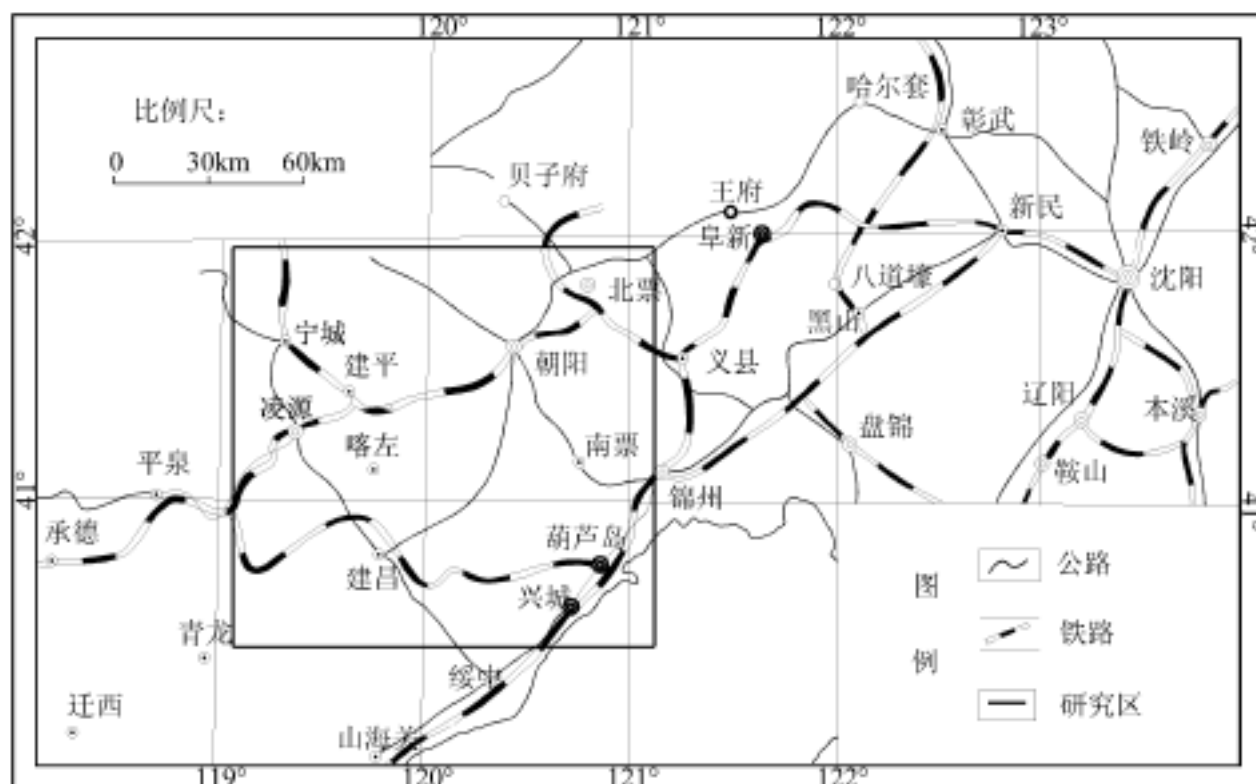 120° 121° 122° 123°
比例尺：
0 30km 60km
哈尔套
彰武
铁岭
贝子府
王府
新民
42°
阜新
42°
沈阳
八道壕
北票
黑山
宁城
朝阳
义县
建平
辽阳
本溪
凌源
盘锦
喀左
南票
平泉
鞍山
41°
锦州
承德
葫芦岛
建昌
兴城
图
例
公路
铁路
研究区
青龙
绥中
迁西
山海关
119° 120° 121° 122°